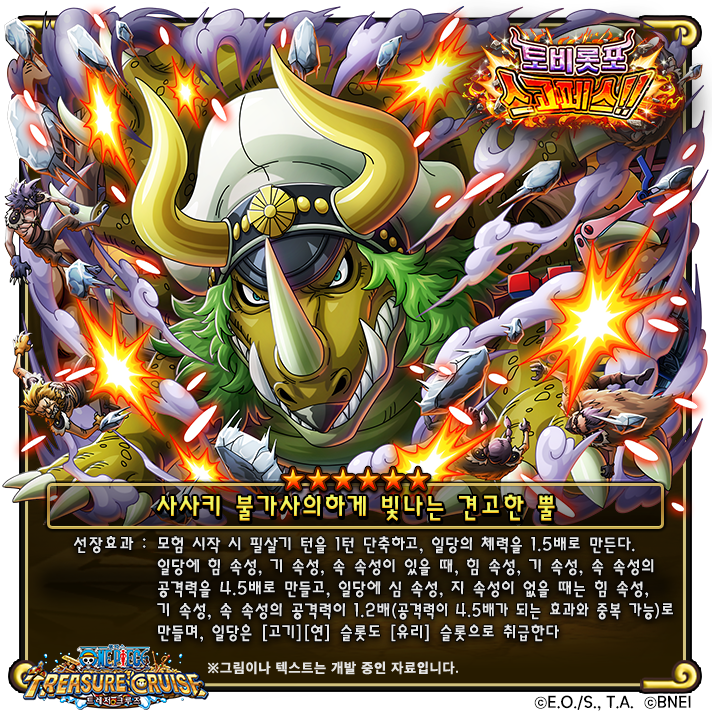 토비롯포
스고페스!!
사사키 불가사의하게 빛나는 견고한 뿔
선장효과 : 모험 시작 시 필살기 턴을 1턴 단축하고, 일당의 체력을 1.5배로 만든다.
일당에 힘 속성, 기 속성, 속 속성이 있을 때, 힘 속성, 기 속성, 속 속성의
공격력을 4.5배로 만들고, 일당에 심 속성, 지 속성이 없을 때는 힘 속성,
기 속성, 속 속성의 공격력이 1.2배(공격력이 4.5배가 되는 효과와 중복 가능)로
만들며, 일당은 [고기][연] 슬롯도 [유리] 슬롯으로 취급한다
※그림이나 텍스트는 개발 중인 자료입니다.
ONE PIECE
TREASURE CRUISE
트레저 크루즈
©E.O./S., T.A. ©BNEI